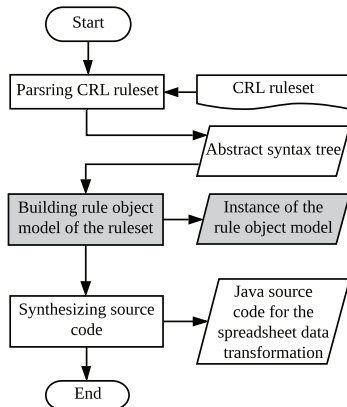 Start
Parsring CRL ruleset
CRL ruleset
Abstract syntax tree
Building rule object
model of the ruleset
Instance of the
rule object model
Synthesizing source
code
Java source
code for the
spreadsheet data
transformation
End